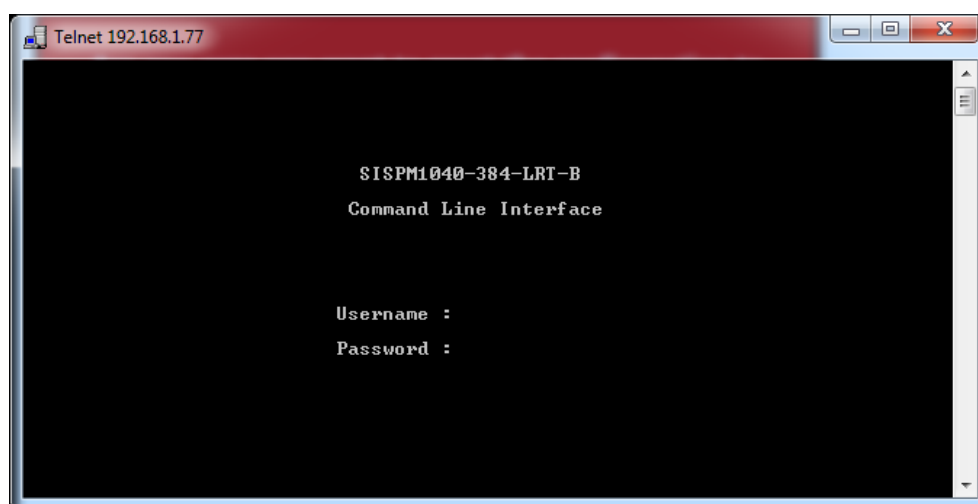 Telnet 192.168.1.77
SISPM1040-384-LRT-B
Command Line Interface
Username :
Password :